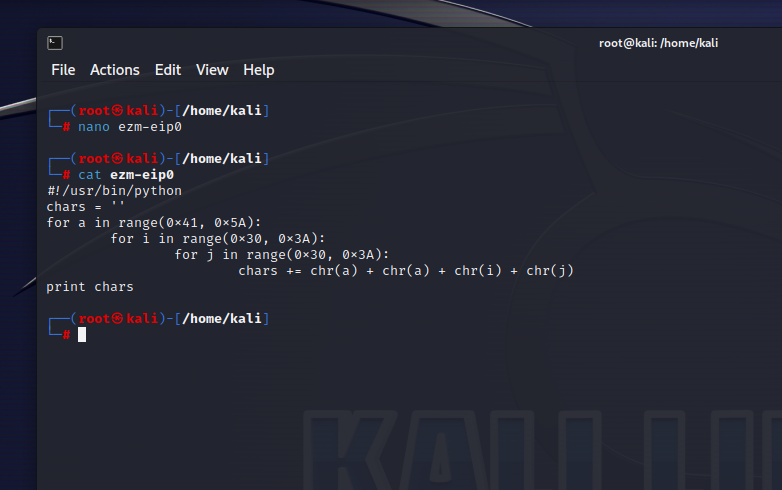 root@kali: /home/kali
File Actions Edit View Help
┌──(root㉿kali)-[/home/kali]
└─# nano ezm-eip0
┌──(root㉿kali)-[/home/kali]
└─# cat ezm-eip0
#!/usr/bin/python
chars = ''
for a in range(0×41, 0×5A):
        for i in range(0×30, 0×3A):
                for j in range(0×30, 0×3A):
                        chars += chr(a) + chr(a) + chr(i) + chr(j)
print chars
┌──(root㉿kali)-[/home/kali]
└─#